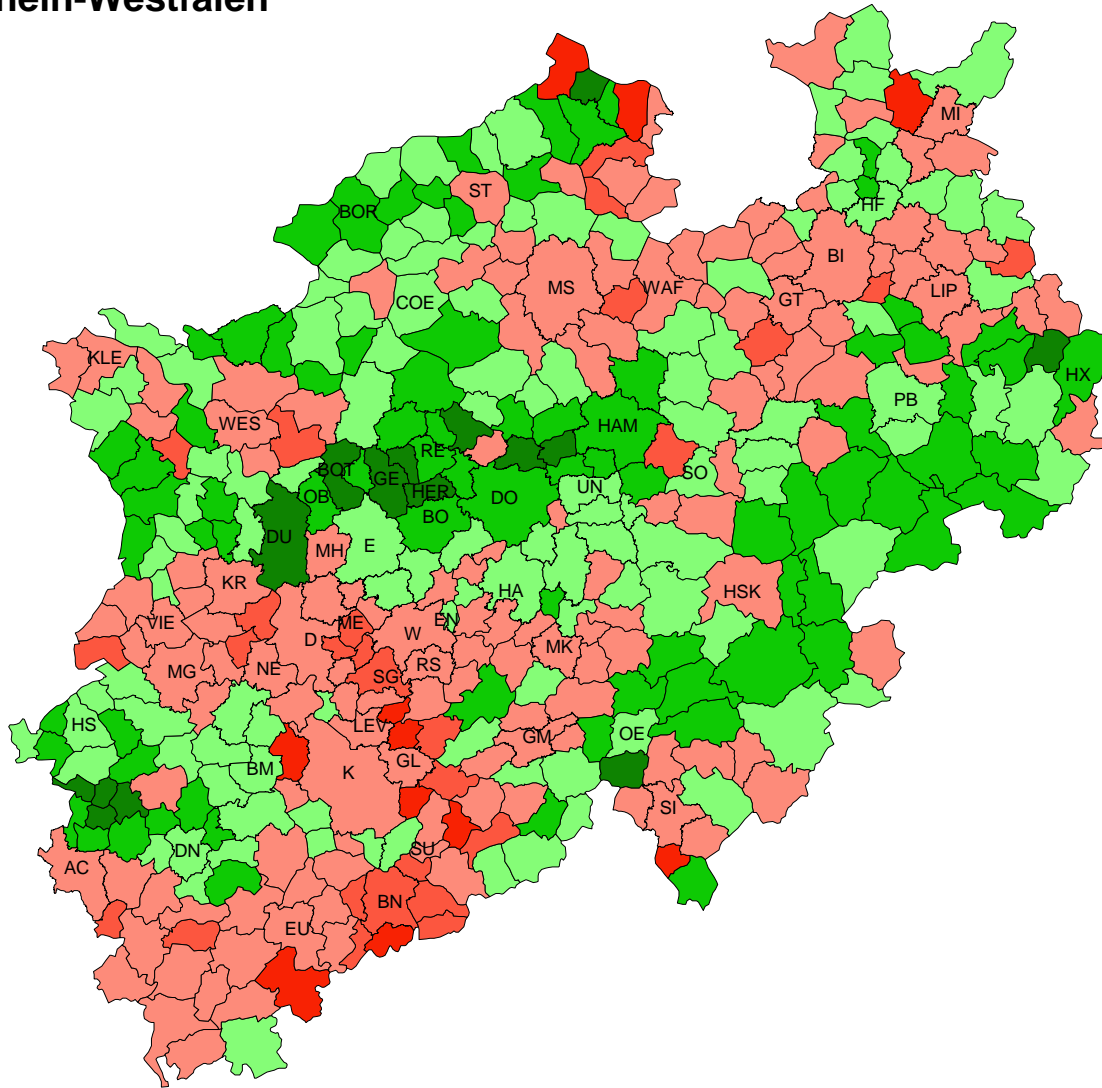 hein-Westfalen
MI
ST
BOR
HF
BI
MS
WAF
GT
LIP
COE
KLE
HX
PB
WES
HAM
RE
BOT
GE
SO
HER
UN
OB
DO
BO
DU
E
MH
KR
HA
HSK
VIE
ME
EN
D
W
MK
RS
MG
NE
SG
HS
LEV
OE
GM
GL
BM
K
SI
SU
DN
AC
BN
EU